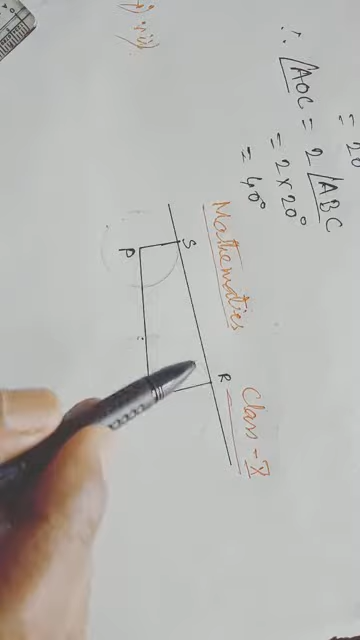 = 20
∴ ∠AOC = 2 ∠ABC
= 2 × 20°
= 40°
Mathematics Class - X
S
P
R